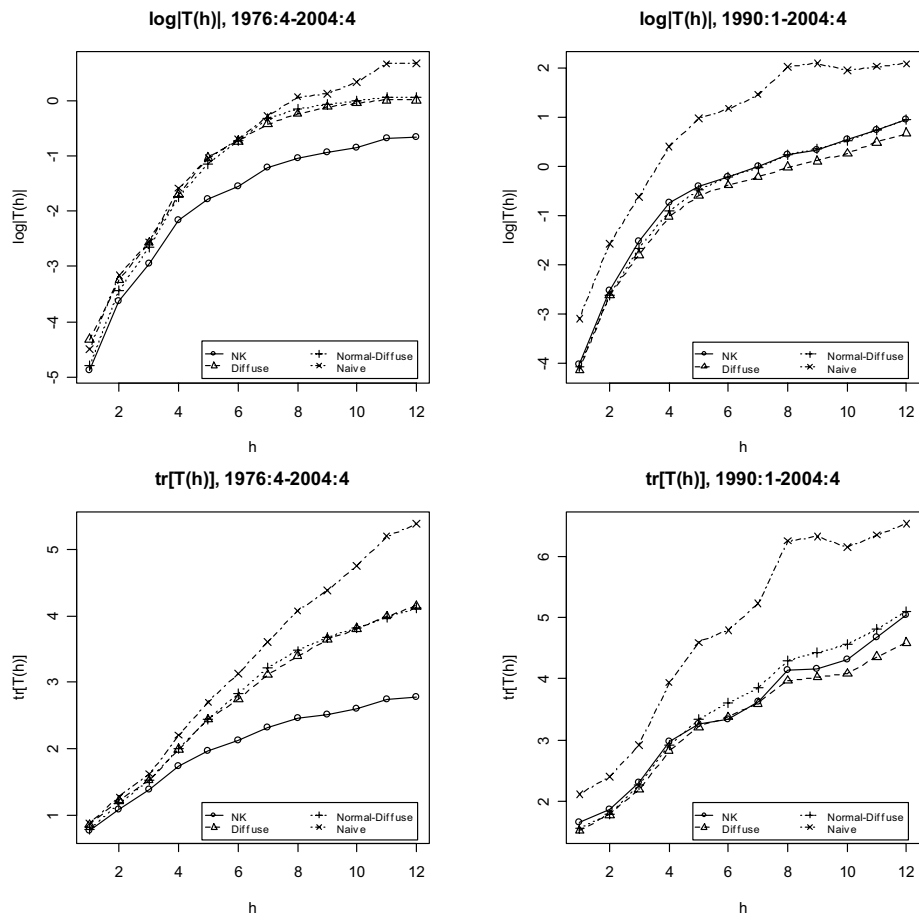 log|T(h)|, 1976:4-2004:4
log|T(h)|
0
-1
-2
-3
-4
-5
NK
Diffuse
Normal-Diffuse
Naive
2 4 6 8 10 12
h
log|T(h)|, 1990:1-2004:4
log|T(h)|
2
1
0
-1
-2
-3
-4
NK
Diffuse
Normal-Diffuse
Naive
2 4 6 8 10 12
h
tr[T(h)], 1976:4-2004:4
tr[T(h)]
5
4
3
2
1
NK
Diffuse
Normal-Diffuse
Naive
2 4 6 8 10 12
h
tr[T(h)], 1990:1-2004:4
tr[T(h)]
6
5
4
3
2
NK
Diffuse
Normal-Diffuse
Naive
2 4 6 8 10 12
h